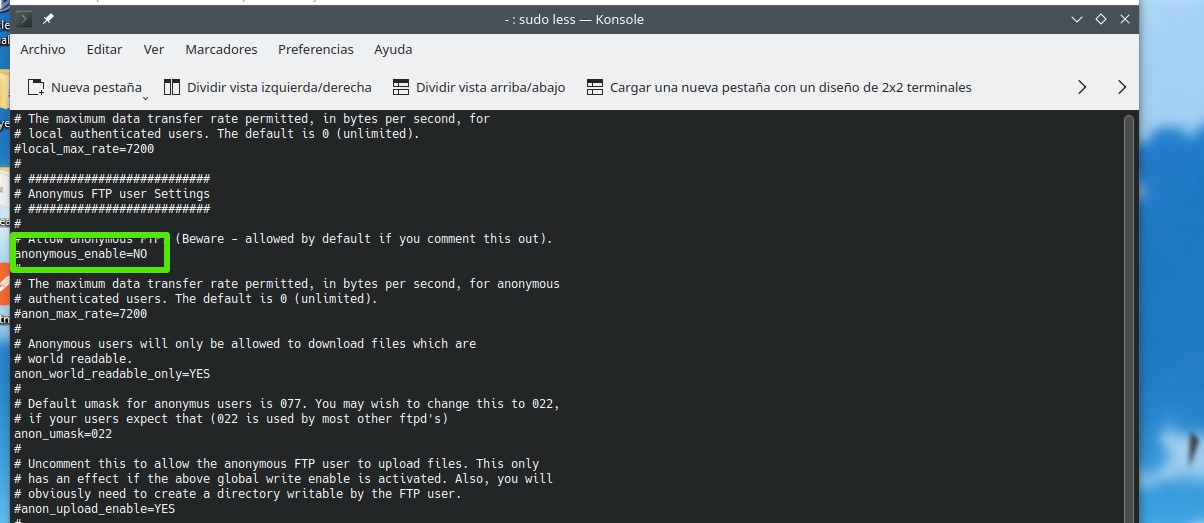 - : sudo less — Konsole
Archivo Editar Ver Marcadores Preferencias Ayuda
Nueva pestaña Dividir vista izquierda/derecha Dividir vista arriba/abajo Cargar una nueva pestaña con un diseño de 2x2 terminales
# The maximum data transfer rate permitted, in bytes per second, for
# local authenticated users. The default is 0 (unlimited).
#local_max_rate=7200
#
# ##########################
# Anonymus FTP user Settings
# ##########################
#
# Allow anonymous FTP? (Beware - allowed by default if you comment this out).
anonymous_enable=NO
#
# The maximum data transfer rate permitted, in bytes per second, for anonymous
# authenticated users. The default is 0 (unlimited).
#anon_max_rate=7200
#
# Anonymous users will only be allowed to download files which are
# world readable.
anon_world_readable_only=YES
#
# Default umask for anonymus users is 077. You may wish to change this to 022,
# if your users expect that (022 is used by most other ftpd's)
anon_umask=022
#
# Uncomment this to allow the anonymous FTP user to upload files. This only
# has an effect if the above global write enable is activated. Also, you will
# obviously need to create a directory writable by the FTP user.
#anon_upload_enable=YES
#